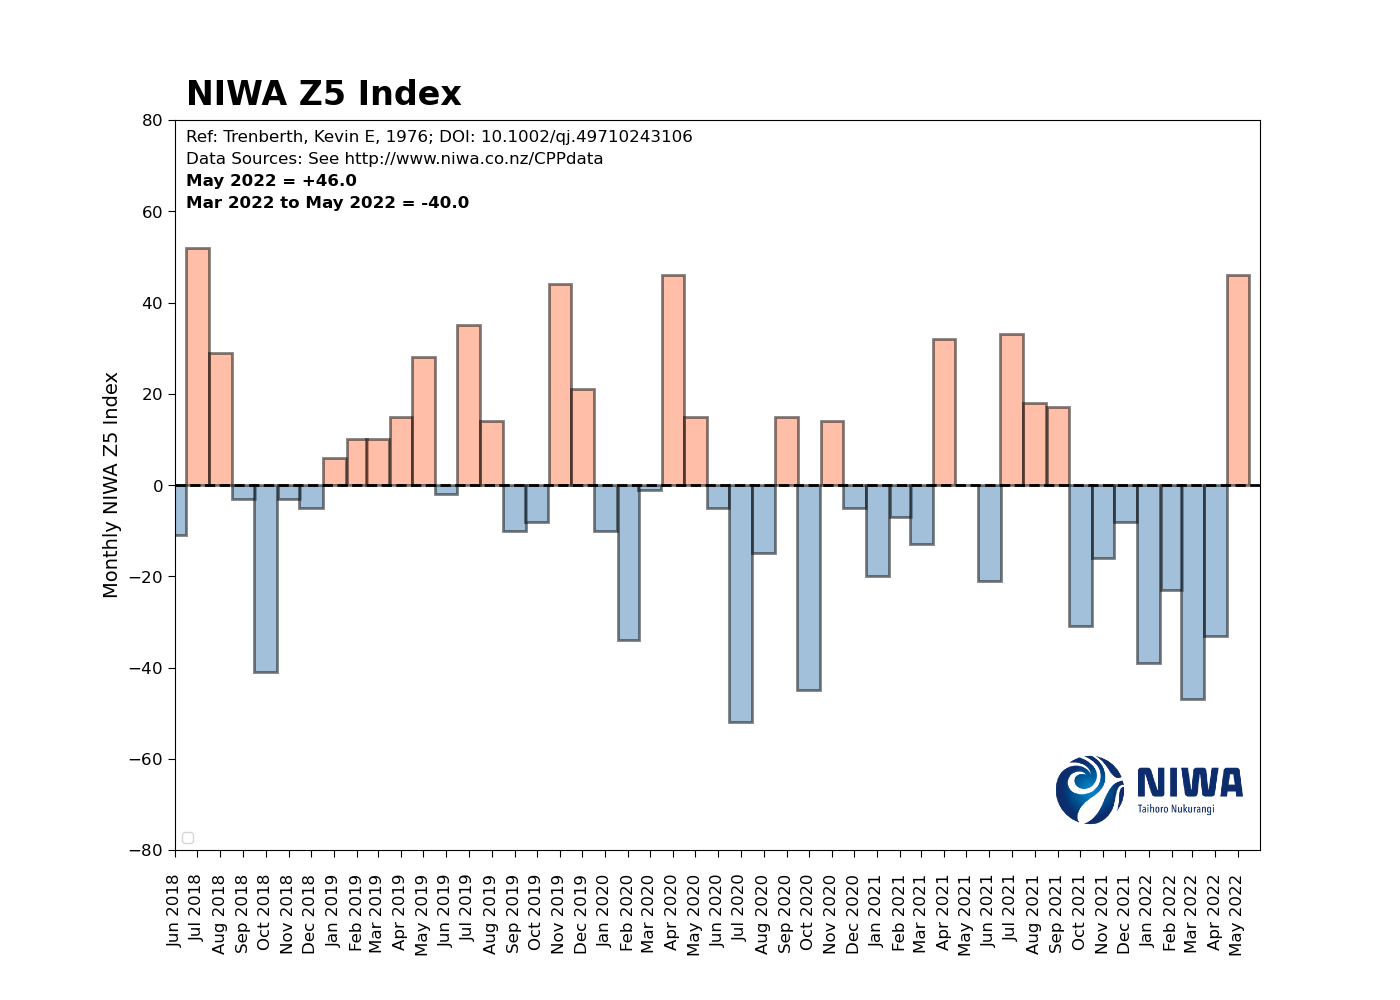 NIWA Z5 Index
Ref: Trenberth, Kevin E, 1976; DOI: 10.1002/qj.49710243106
Data Sources: See http://www.niwa.co.nz/CPPdata
May 2022 = +46.0
Mar 2022 to May 2022 = -40.0
Monthly NIWA Z5 Index
80
60
40
20
0
−20
−40
−60
−80
NIWA
Taihoro Nukurangi
Jun 2018
Jul 2018
Aug 2018
Sep 2018
Oct 2018
Nov 2018
Dec 2018
Jan 2019
Feb 2019
Mar 2019
Apr 2019
May 2019
Jun 2019
Jul 2019
Aug 2019
Sep 2019
Oct 2019
Nov 2019
Dec 2019
Jan 2020
Feb 2020
Mar 2020
Apr 2020
May 2020
Jun 2020
Jul 2020
Aug 2020
Sep 2020
Oct 2020
Nov 2020
Dec 2020
Jan 2021
Feb 2021
Mar 2021
Apr 2021
May 2021
Jun 2021
Jul 2021
Aug 2021
Sep 2021
Oct 2021
Nov 2021
Dec 2021
Jan 2022
Feb 2022
Mar 2022
Apr 2022
May 2022